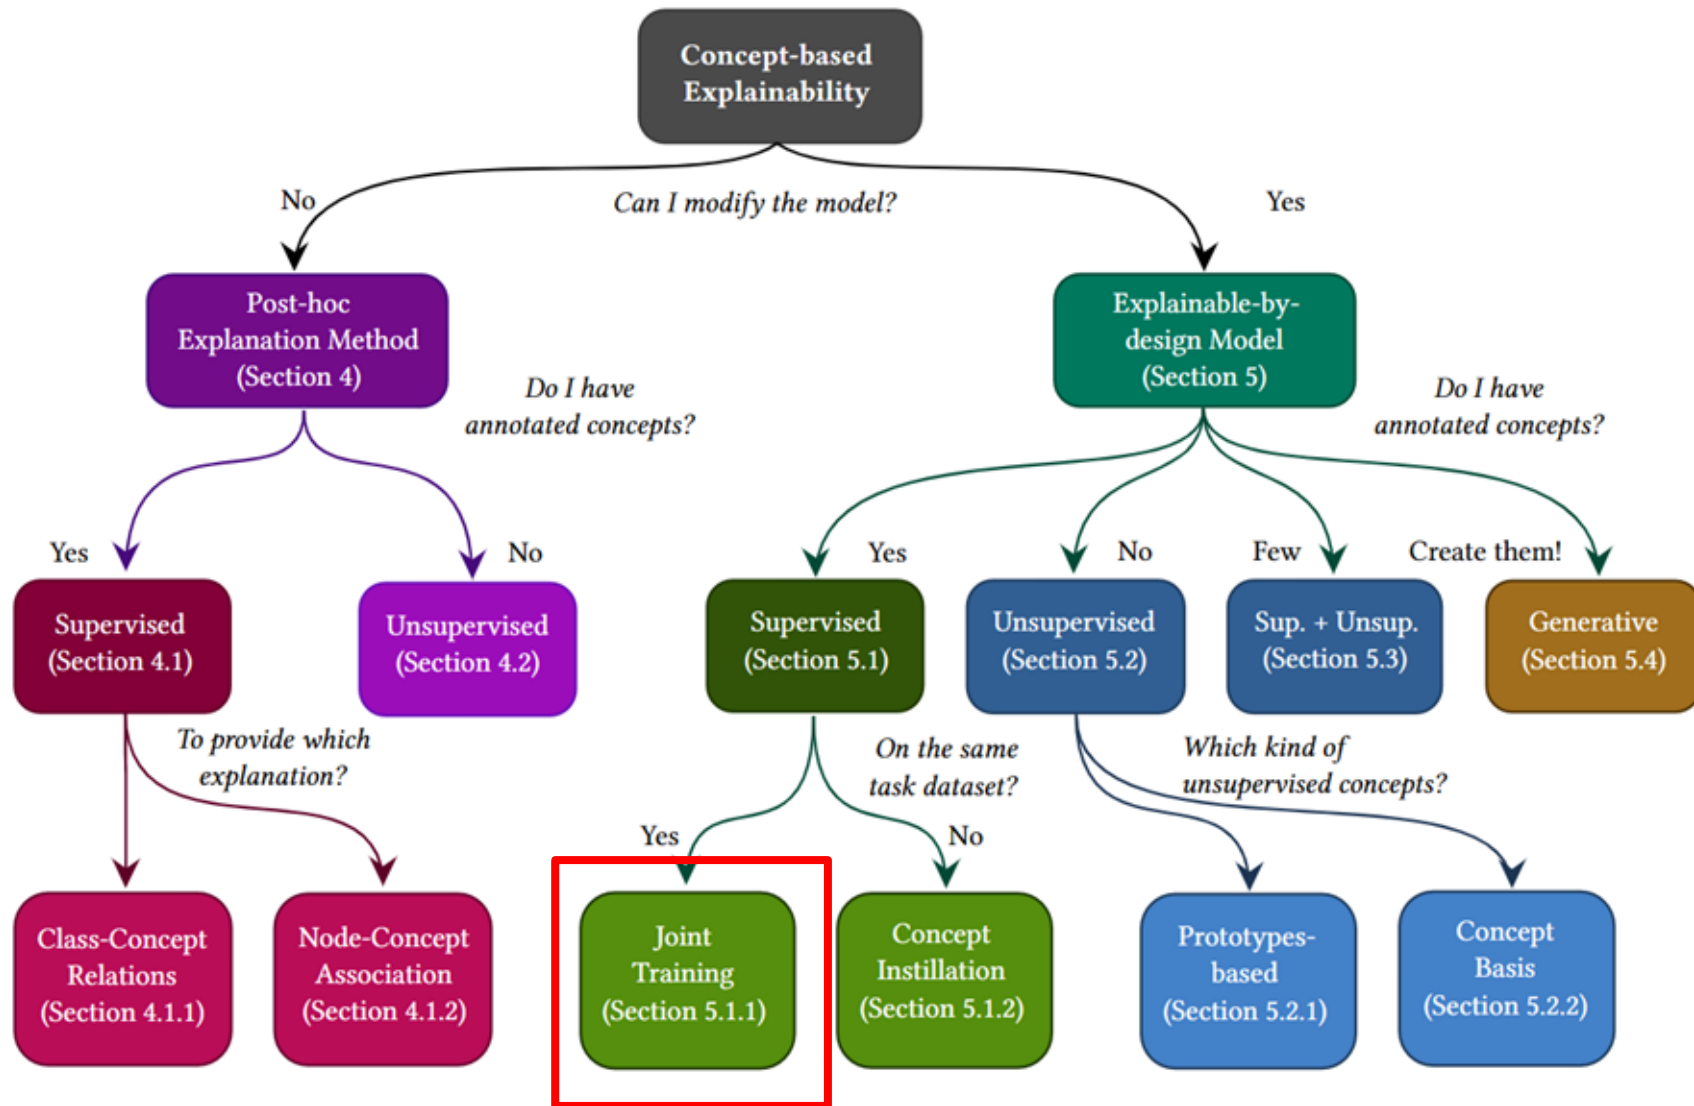 Concept-based
Explainability
No
Can I modify the model?
Yes
Post-hoc
Explanation Method
(Section 4)
Explainable-by-
design Model
(Section 5)
Do I have
annotated concepts?
Do I have
annotated concepts?
Yes
No
Yes
No
Few
Create them!
Supervised
(Section 4.1)
Unsupervised
(Section 4.2)
Supervised
(Section 5.1)
Unsupervised
(Section 5.2)
Sup. + Unsup.
(Section 5.3)
Generative
(Section 5.4)
To provide which
explanation?
On the same
task dataset?
Which kind of
unsupervised concepts?
Yes
No
Class-Concept
Relations
(Section 4.1.1)
Node-Concept
Association
(Section 4.1.2)
Joint
Training
(Section 5.1.1)
Concept
Instillation
(Section 5.1.2)
Prototypes-
based
(Section 5.2.1)
Concept
Basis
(Section 5.2.2)